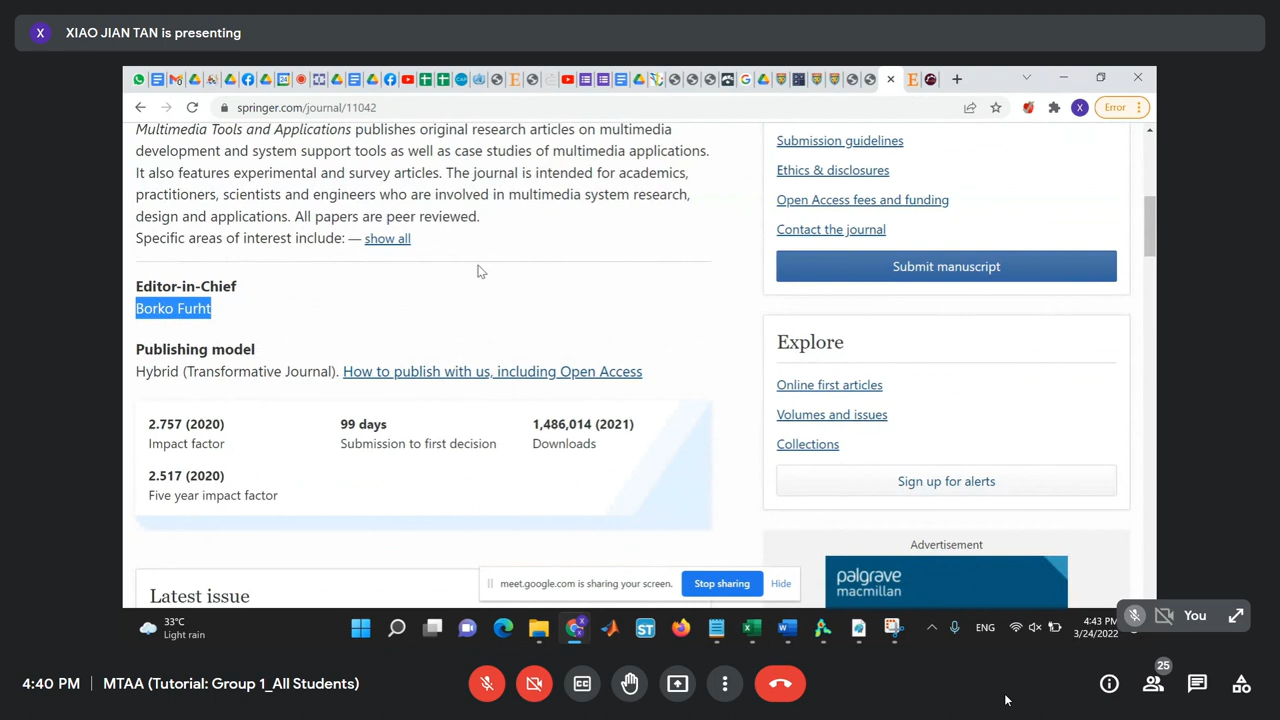 X XIAO JIAN TAN is presenting
springer.com/journal/11042
X
Error
Multimedia Tools and Applications publishes original research articles on multimedia
development and system support tools as well as case studies of multimedia applications.
It also features experimental and survey articles. The journal is intended for academics,
practitioners, scientists and engineers who are involved in multimedia system research,
design and applications. All papers are peer reviewed.
Specific areas of interest include: — show all
Editor-in-Chief
Borko Furht
Publishing model
Hybrid (Transformative Journal). How to publish with us, including Open Access
2.757 (2020)
Impact factor
99 days
Submission to first decision
1,486,014 (2021)
Downloads
2.517 (2020)
Five year impact factor
Latest issue
Submission guidelines
Ethics & disclosures
Open Access fees and funding
Contact the journal
Submit manuscript
Explore
Online first articles
Volumes and issues
Collections
Sign up for alerts
Advertisement
palgrave
macmillan
meet.google.com is sharing your screen.
Stop sharing
Hide
33°C
Light rain
ST
ENG
4:43 PM
3/24/2022
You
4:40 PM | MTAA (Tutorial: Group 1_All Students)
25